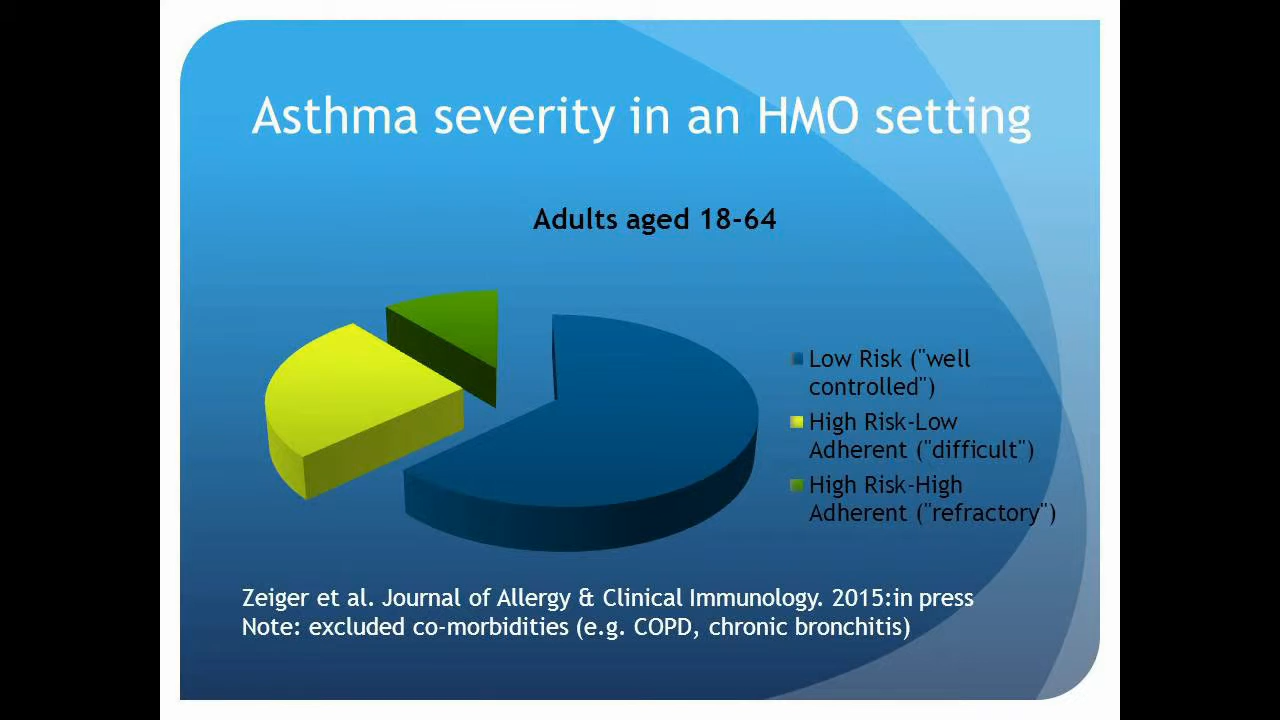 Asthma severity in an HMO setting
Adults aged 18-64
Low Risk ("well
controlled")
High Risk-Low
Adherent ("difficult")
High Risk-High
Adherent ("refractory")
Zeiger et al. Journal of Allergy & Clinical Immunology. 2015:in press
Note: excluded co-morbidities (e.g. COPD, chronic bronchitis)